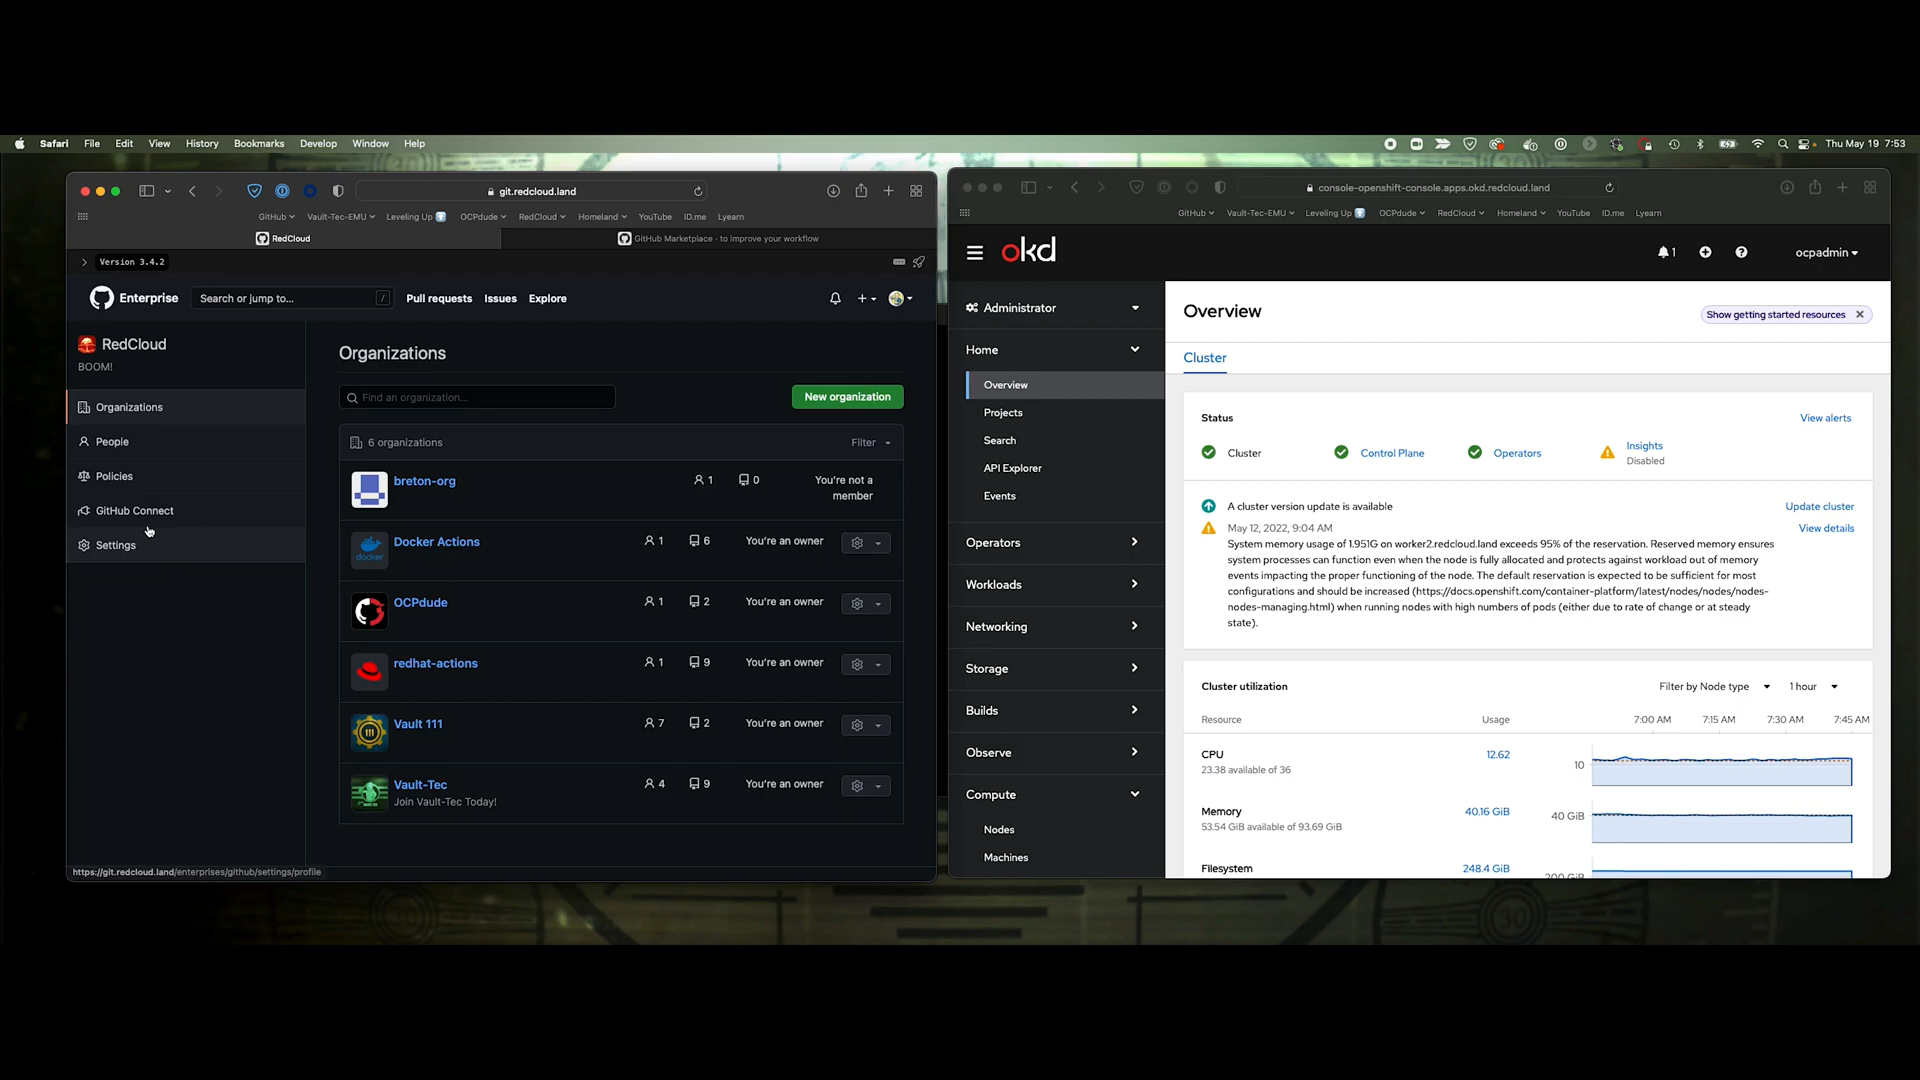 Safari File Edit View History Bookmarks Develop Window Help
Thu May 19 7:53
git.redcloud.land
GitHub Vault-Tec-EMU Leveling Up OCPdude RedCloud Homeland YouTube ID.me Lyearn
RedCloud
GitHub Marketplace · to improve your workflow
Version 3.4.2
Enterprise
Search or jump to... /
Pull requests Issues Explore
RedCloud
BOOM!
Organizations
People
Policies
GitHub Connect
Settings
Organizations
Find an organization...
New organization
6 organizations
Filter
breton-org
1 0 You're not a member
Docker Actions
1 6 You're an owner
OCPdude
1 2 You're an owner
redhat-actions
1 9 You're an owner
Vault 111
7 2 You're an owner
Vault-Tec
Join Vault-Tec Today!
4 9 You're an owner
https://git.redcloud.land/enterprises/github/settings/profile
console-openshift-console.apps.okd.redcloud.land
GitHub Vault-Tec-EMU Leveling Up OCPdude RedCloud Homeland YouTube ID.me Lyearn
okd
1
ocpadmin
Administrator
Home
Overview
Projects
Search
API Explorer
Events
Operators
Workloads
Networking
Storage
Builds
Observe
Compute
Nodes
Machines
Overview
Show getting started resources
Cluster
Status
View alerts
Cluster
Control Plane
Operators
Insights
Disabled
A cluster version update is available
Update cluster
May 12, 2022, 9:04 AM
View details
System memory usage of 1.951G on worker2.redcloud.land exceeds 95% of the reservation. Reserved memory ensures
system processes can function even when the node is fully allocated and protects against workload out of memory
events impacting the proper functioning of the node. The default reservation is expected to be sufficient for most
configurations and should be increased (https://docs.openshift.com/container-platform/latest/nodes/nodes-
nodes-managing.html) when running nodes with high numbers of pods (either due to rate of change or at steady
state).
Cluster utilization
Filter by Node type
1 hour
Resource
Usage
7:00 AM 7:15 AM 7:30 AM 7:45 AM
CPU
23.38 available of 36
12.62
10
Memory
53.54 GiB available of 93.69 GiB
40.16 GiB
40 GiB
Filesystem
248.4 GiB
200 GiB